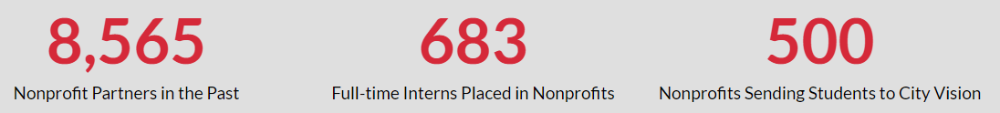 8,565
Nonprofit Partners in the Past
683
Full-time Interns Placed in Nonprofits
500
Nonprofits Sending Students to City Vision